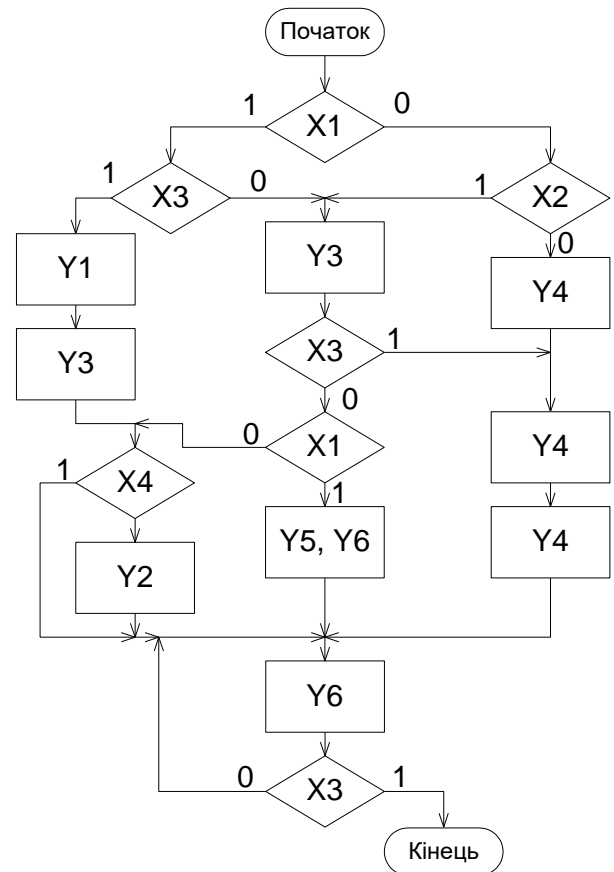 Початок
1 0
X1
1 X3 0 1 X2
0
Y1 Y3 Y4
Y3 X3 1
0
0 X1 Y4
1 X4 1
Y5, Y6 Y4
Y2
Y6
0 X3 1
Кінець